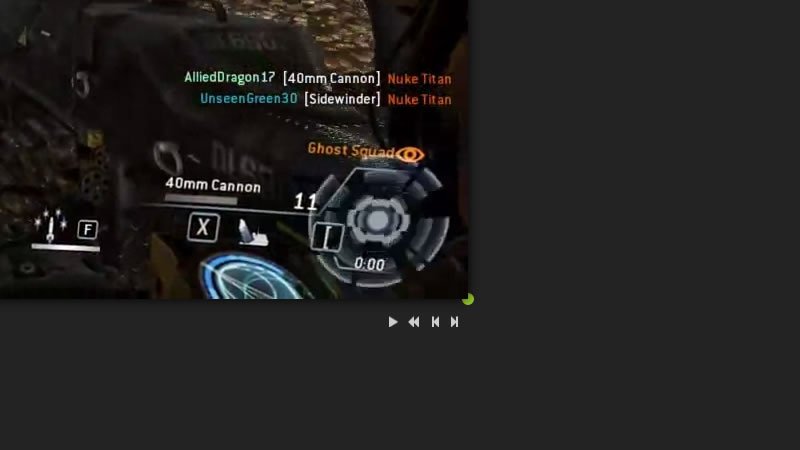 AlliedDragon17 [40mm Cannon] Nuke Titan
UnseenGreen30 [Sidewinder] Nuke Titan
Ghost Squad
40mm Cannon
11
F
X
0:00